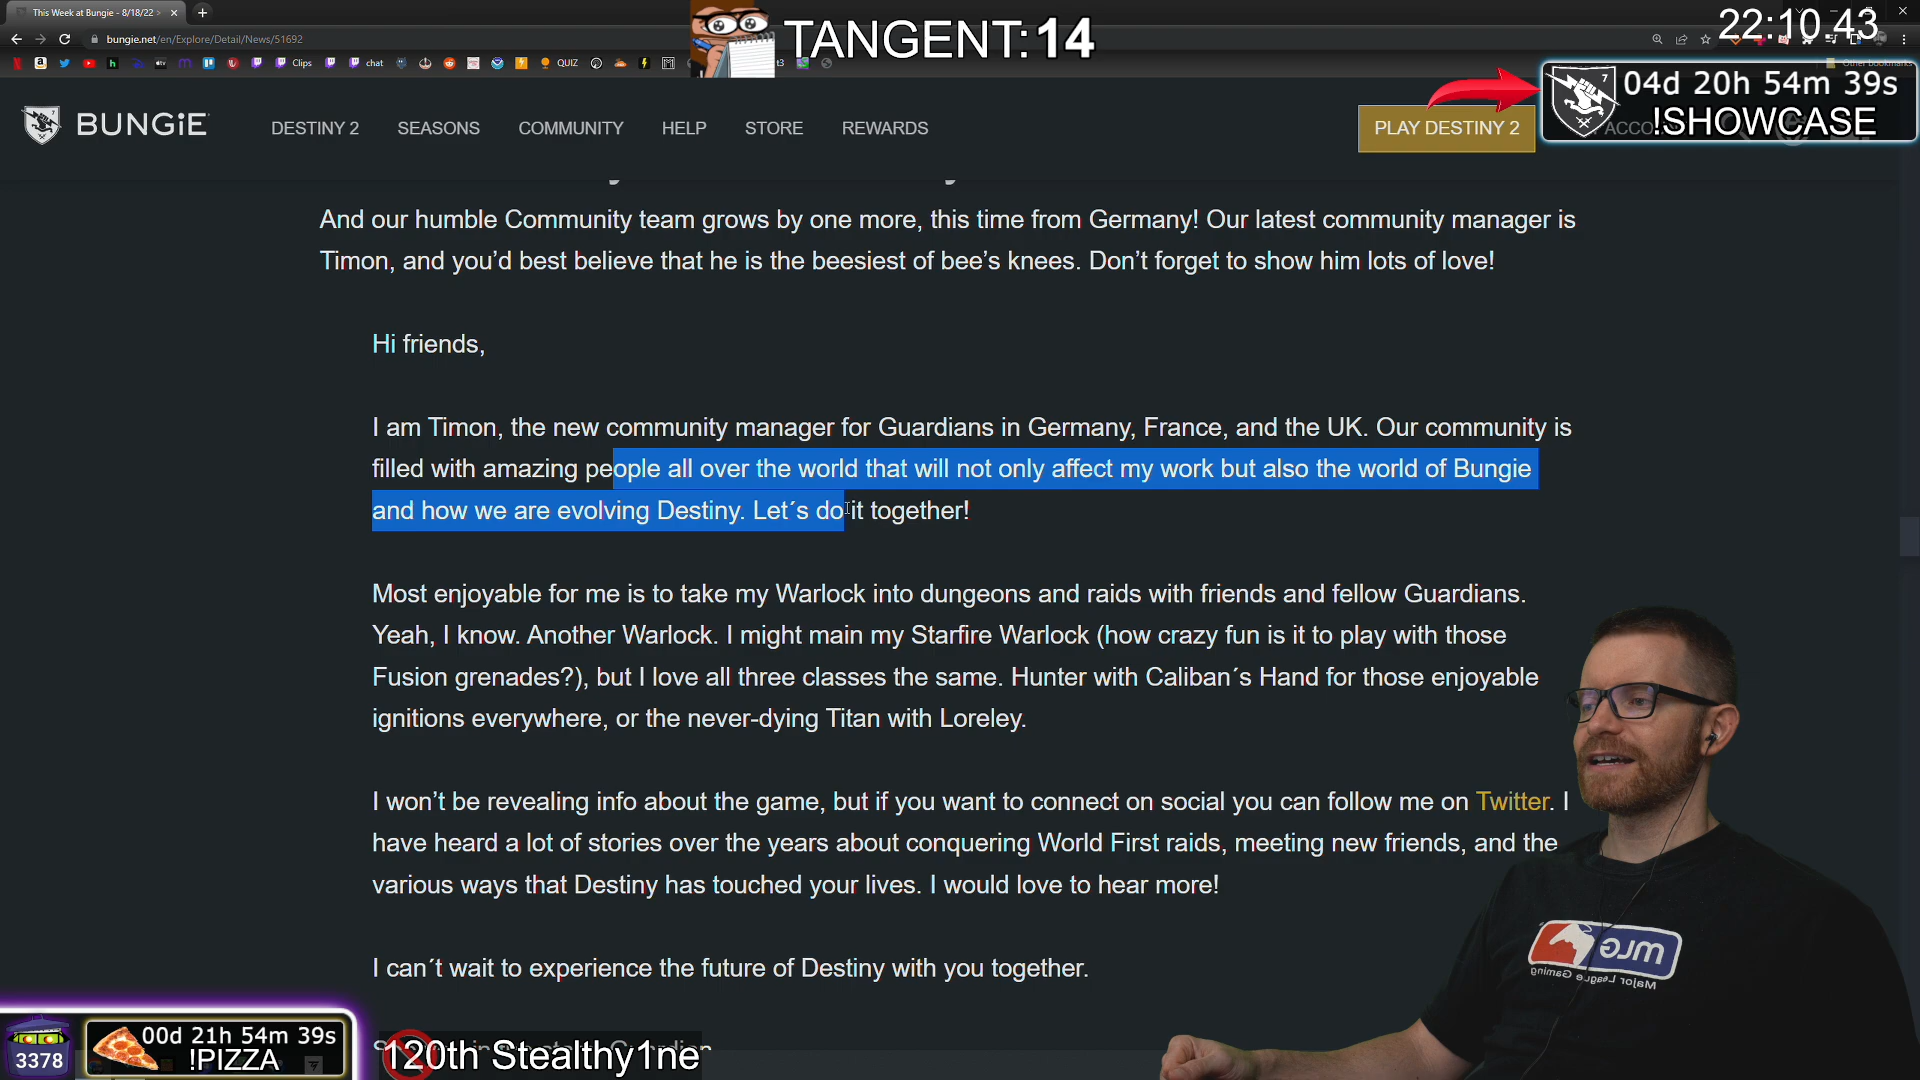 This Week at Bungie - 8/18/22
TANGENT: 14
22:10 43
bungie.net/en/Explore/Detail/News/51692
Clips
chat
QUIZ
Other bookmarks
04d 20h 54m 39s
!SHOWCASE
BUNGiE
DESTINY 2
SEASONS
COMMUNITY
HELP
STORE
REWARDS
PLAY DESTINY 2
And our humble Community team grows by one more, this time from Germany! Our latest community manager is
Timon, and you’d best believe that he is the beesiest of bee’s knees. Don’t forget to show him lots of love!
Hi friends,
I am Timon, the new community manager for Guardians in Germany, France, and the UK. Our community is
filled with amazing people all over the world that will not only affect my work but also the world of Bungie
and how we are evolving Destiny. Let´s do it together!
Most enjoyable for me is to take my Warlock into dungeons and raids with friends and fellow Guardians.
Yeah, I know. Another Warlock. I might main my Starfire Warlock (how crazy fun is it to play with those
Fusion grenades?), but I love all three classes the same. Hunter with Caliban´s Hand for those enjoyable
ignitions everywhere, or the never-dying Titan with Loreley.
I won’t be revealing info about the game, but if you want to connect on social you can follow me on Twitter. I
have heard a lot of stories over the years about conquering World First raids, meeting new friends, and the
various ways that Destiny has touched your lives. I would love to hear more!
I can´t wait to experience the future of Destiny with you together.
mLG
Major League Gaming
3378
00d 21h 54m 39s
!PIZZA
120th Stealthy1ne